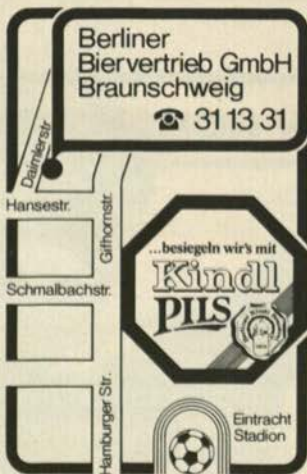 Berliner
Biervertrieb GmbH
Braunschweig
☎ 31 13 31
Daimlerstr
Hansestr.
Gifhornstr.
...besiegeln wir's mit
Kindl
PILS
Schmalbachstr.
Hamburger Str.
Eintracht
Stadion